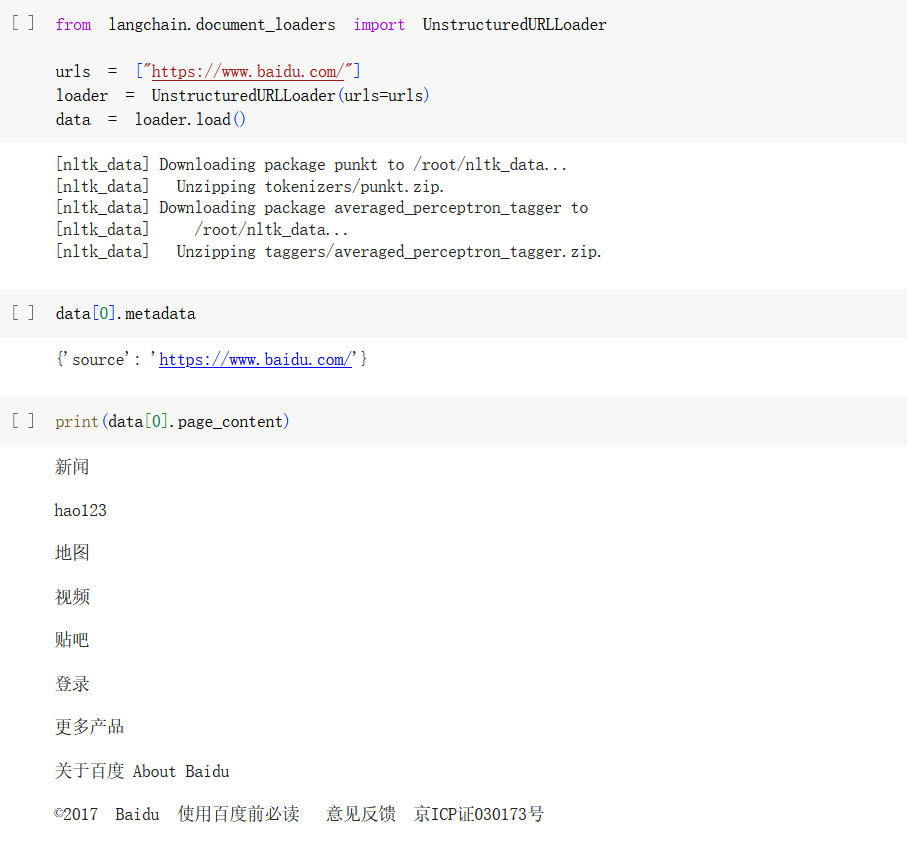 [ ] from langchain.document_loaders import UnstructuredURLLoader
urls = ["https://www.baidu.com/"]
loader = UnstructuredURLLoader(urls=urls)
data = loader.load()
[nltk_data] Downloading package punkt to /root/nltk_data...
[nltk_data]   Unzipping tokenizers/punkt.zip.
[nltk_data] Downloading package averaged_perceptron_tagger to
[nltk_data]     /root/nltk_data...
[nltk_data]   Unzipping taggers/averaged_perceptron_tagger.zip.
[ ] data[0].metadata
{'source': 'https://www.baidu.com/'}
[ ] print(data[0].page_content)
新闻
hao123
地图
视频
贴吧
登录
更多产品
关于百度 About Baidu
©2017 Baidu 使用百度前必读 意见反馈 京ICP证030173号